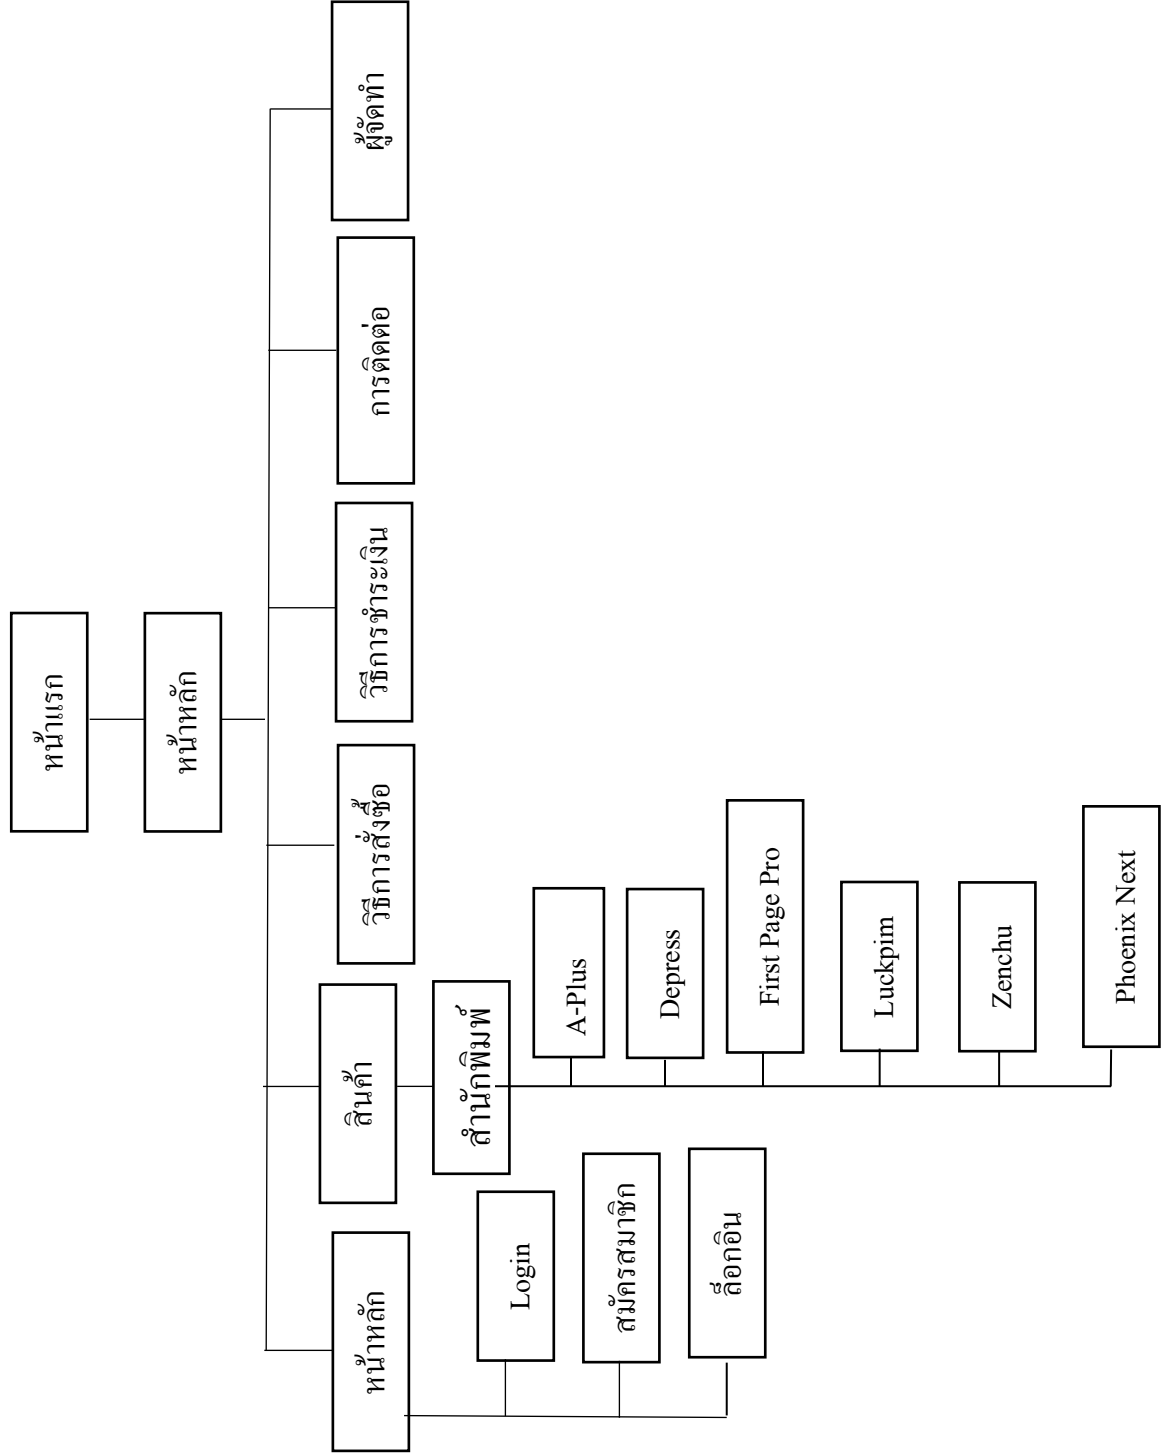 หน้าแรก
หน้าหลัก
หน้าหลัก
สินค้า
วิธีการสั่งซื้อ
วิธีการชำระเงิน
การติดต่อ
ผู้จัดทำ
Login
สมัครสมาชิก
ล็อกอิน
สำนักพิมพ์
A-Plus
Depress
First Page Pro
Luckpim
Zenchu
Phoenix Next